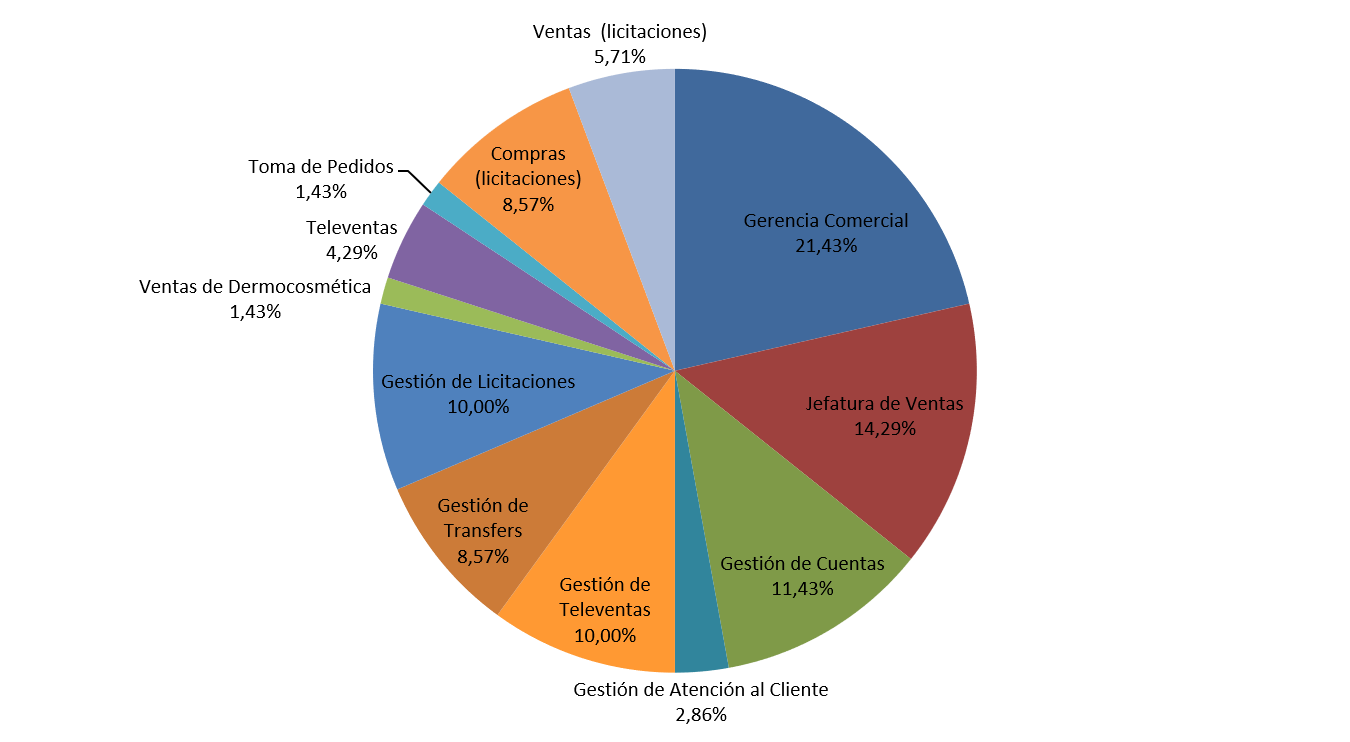 Ventas  (licitaciones)
5,71%
Gerencia Comercial
21,43%
Jefatura de Ventas
14,29%
Gestión de Cuentas
11,43%
Gestión de Atención al Cliente
2,86%
Gestión de
Televentas
10,00%
Gestión de
Transfers
8,57%
Gestión de Licitaciones
10,00%
Ventas de Dermocosmética
1,43%
Televentas
4,29%
Toma de Pedidos
1,43%
Compras
(licitaciones)
8,57%